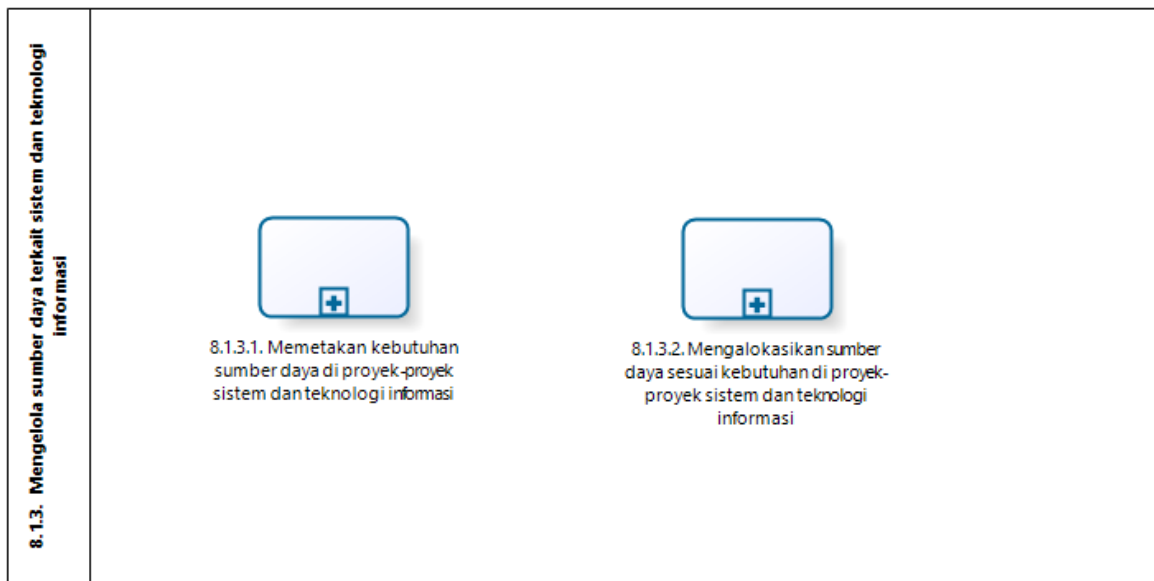 8.1.3. Mengelola sumber daya terkait sistem dan teknologi
informasi
8.1.3.1. Memetakan kebutuhan
sumber daya di proyek-proyek
sistem dan teknologi informasi
8.1.3.2. Mengalokasikan sumber
daya sesuai kebutuhan di proyek-
proyek sistem dan teknologi
informasi